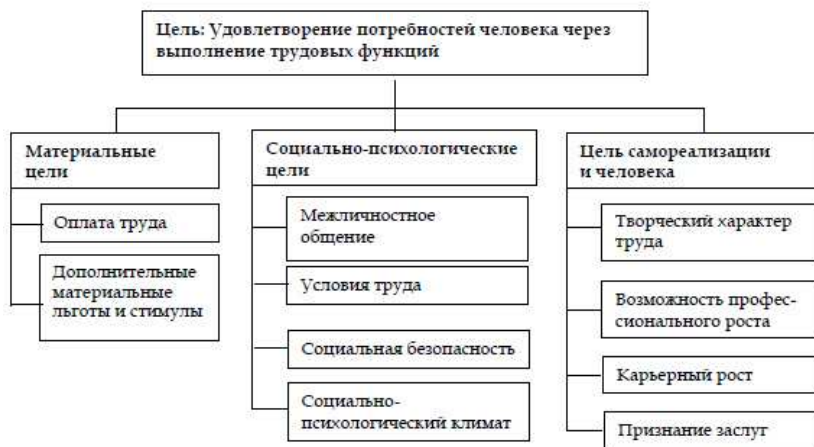 Цель: Удовлетворение потребностей человека через
выполнение трудовых функций
Материальные
цели
Оплата труда
Дополнительные
материальные
льготы и стимулы
Социально-психологические
цели
Межличностное
общение
Условия труда
Социальная безопасность
Социально-
психологический климат
Цель самореализации
и человека
Творческий характер
труда
Возможность профес-
сионального роста
Карьерный рост
Признание заслуг